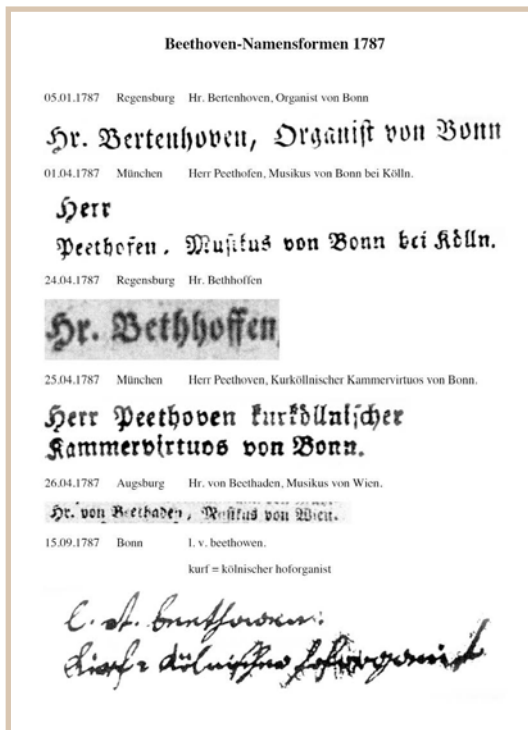 Beethoven-Namensformen 1787
05.01.1787 Regensburg Hr. Bertenhoven, Organist von Bonn
Hr. Bertenhoven, Organist von Bonn
01.04.1787 München Herr Peethofen, Musikus von Bonn bei Kölln.
Herr
Peethofen, Musikus von Bonn bei Kölln.
24.04.1787 Regensburg Hr. Bethhoffen
Hr. Bethhoffen
25.04.1787 München Herr Peethoven, Kurköllnischer Kammervirtuos von Bonn.
Herr Peethoven kurköllnischer
Kammervirtuos von Bonn.
26.04.1787 Augsburg Hr. von Beethaden, Musikus von Wien.
Hr. von Beethaden, Musikus von Wien.
15.09.1787 Bonn l. v. beethowen.
kurf = kölnischer hoforganist
l. v. beethowen.
kurf = kölnischer hoforganist